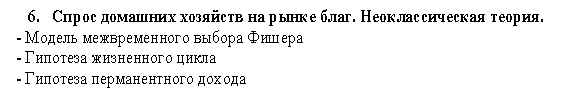 6. Спрос домашних хозяйств на рынке благ. Неоклассическая теория.
- Модель межвременного выбора Фишера
- Гипотеза жизненного цикла
- Гипотеза перманентного дохода